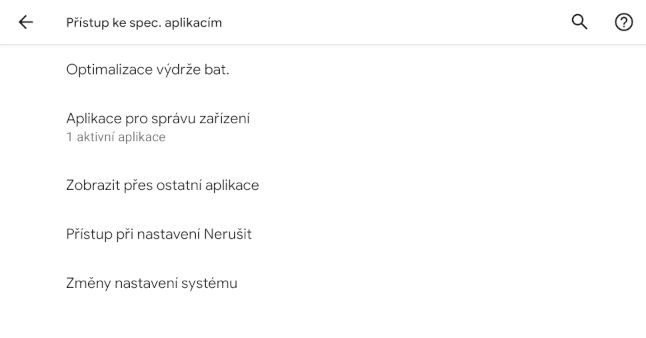 Přístup ke spec. aplikacím
Optimalizace výdrže bat.
Aplikace pro správu zařízení
1 aktivní aplikace
Zobrazit přes ostatní aplikace
Přístup při nastavení Nerušit
Změny nastavení systému